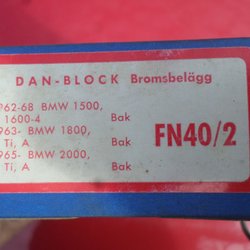 DAN-BLOCK Bromsbelägg
962-68 BMW 1500,
1600-4 Bak
963- BMW 1800,
Ti, A Bak
965- BMW 2000,
Ti, A Bak
FN40/2